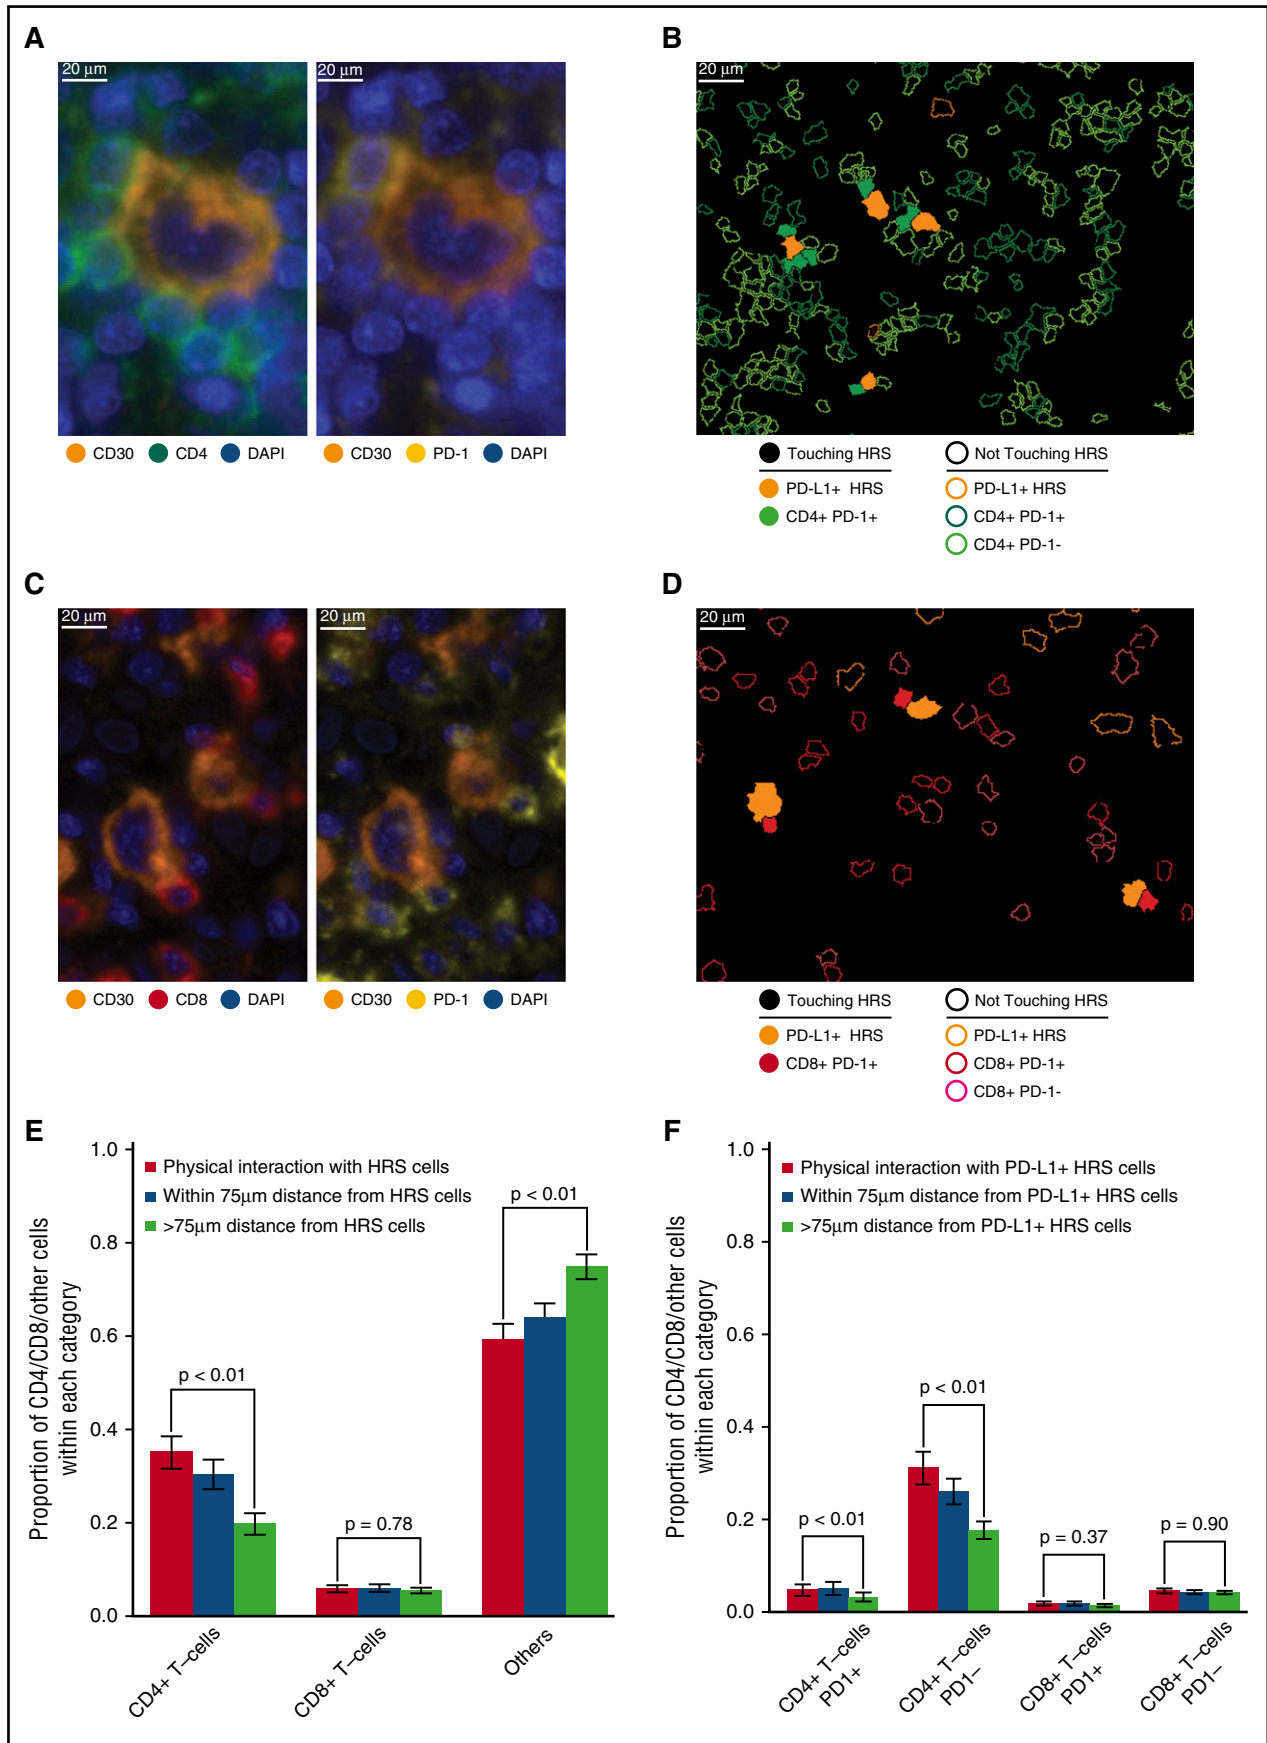 A
20 μm
20 μm
CD30 CD4 DAPI
CD30 PD-1 DAPI
B
20 μm
Touching HRS
PD-L1+ HRS
CD4+ PD-1+
Not Touching HRS
PD-L1+ HRS
CD4+ PD-1+
CD4+ PD-1-
C
20 μm
20 μm
CD30 CD8 DAPI
CD30 PD-1 DAPI
D
20 μm
Touching HRS
PD-L1+ HRS
CD8+ PD-1+
Not Touching HRS
PD-L1+ HRS
CD8+ PD-1+
CD8+ PD-1-
E
Proportion of CD4/CD8/other cells
within each category
1.0
0.8
0.6
0.4
0.2
0.0
Physical interaction with HRS cells
Within 75μm distance from HRS cells
>75μm distance from HRS cells
p < 0.01
p = 0.78
p < 0.01
CD4+ T–cells
CD8+ T–cells
Others
F
Proportion of CD4/CD8/other cells
within each category
1.0
0.8
0.6
0.4
0.2
0.0
Physical interaction with PD-L1+ HRS cells
Within 75μm distance from PD-L1+ HRS cells
>75μm distance from PD-L1+ HRS cells
p < 0.01
p < 0.01
p = 0.37
p = 0.90
CD4+ T–cells
PD1+
CD4+ T–cells
PD1–
CD8+ T–cells
PD1+
CD8+ T–cells
PD1–